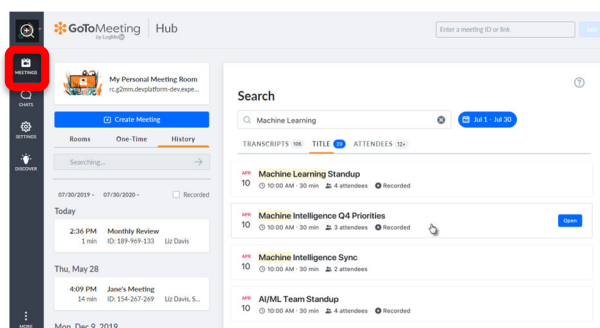 GoToMeeting
by LogMeIn
Hub
Enter a meeting ID or link
MEETINGS
CHATS
SETTINGS
DISCOVER
MORE
My Personal Meeting Room
rc.g2mm.devplatform-dev.expe...
Create Meeting
Rooms One-Time History
Searching...
07/30/2019 - 07/30/2020 - Recorded
Today
2:36 PM Monthly Review
1 min ID: 189-969-133 Liz Davis
Thu, May 28
4:09 PM Jane's Meeting
14 min ID: 154-267-269 Liz Davis, S...
Mon, Dec 9, 2019
Search
Machine Learning
Jul 1 - Jul 30
TRANSCRIPTS 106 TITLE 39 ATTENDEES 12+
APR 10 Machine Learning Standup
10:00 AM · 30 min 4 attendees Recorded
APR 10 Machine Intelligence Q4 Priorities
10:00 AM · 30 min 3 attendees Recorded
Open
APR 10 Machine Intelligence Sync
10:00 AM · 30 min 2 attendees
APR 10 AI/ML Team Standup
10:00 AM · 30 min 4 attendees Recorded